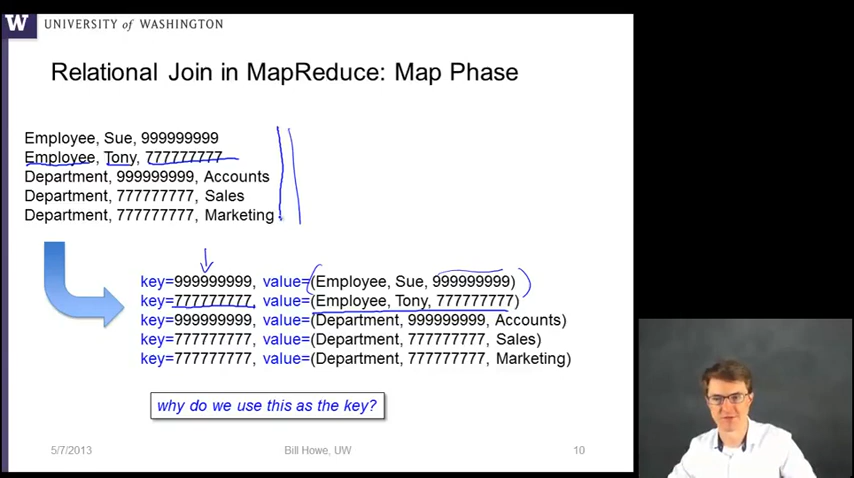 W UNIVERSITY of WASHINGTON
Relational Join in MapReduce: Map Phase
Employee, Sue, 999999999
Employee, Tony, 777777777
Department, 999999999, Accounts
Department, 777777777, Sales
Department, 777777777, Marketing
key=999999999, value=(Employee, Sue, 999999999)
key=777777777, value=(Employee, Tony, 777777777)
key=999999999, value=(Department, 999999999, Accounts)
key=777777777, value=(Department, 777777777, Sales)
key=777777777, value=(Department, 777777777, Marketing)
why do we use this as the key?
5/7/2013 Bill Howe, UW 10